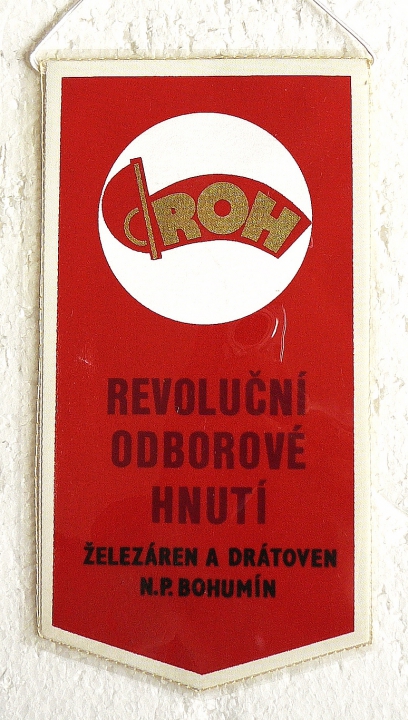 ROH
REVOLUČNÍ
ODBOROVÉ
HNUTÍ
ŽELEZÁREN A DRÁTOVEN
N.P. BOHUMÍN